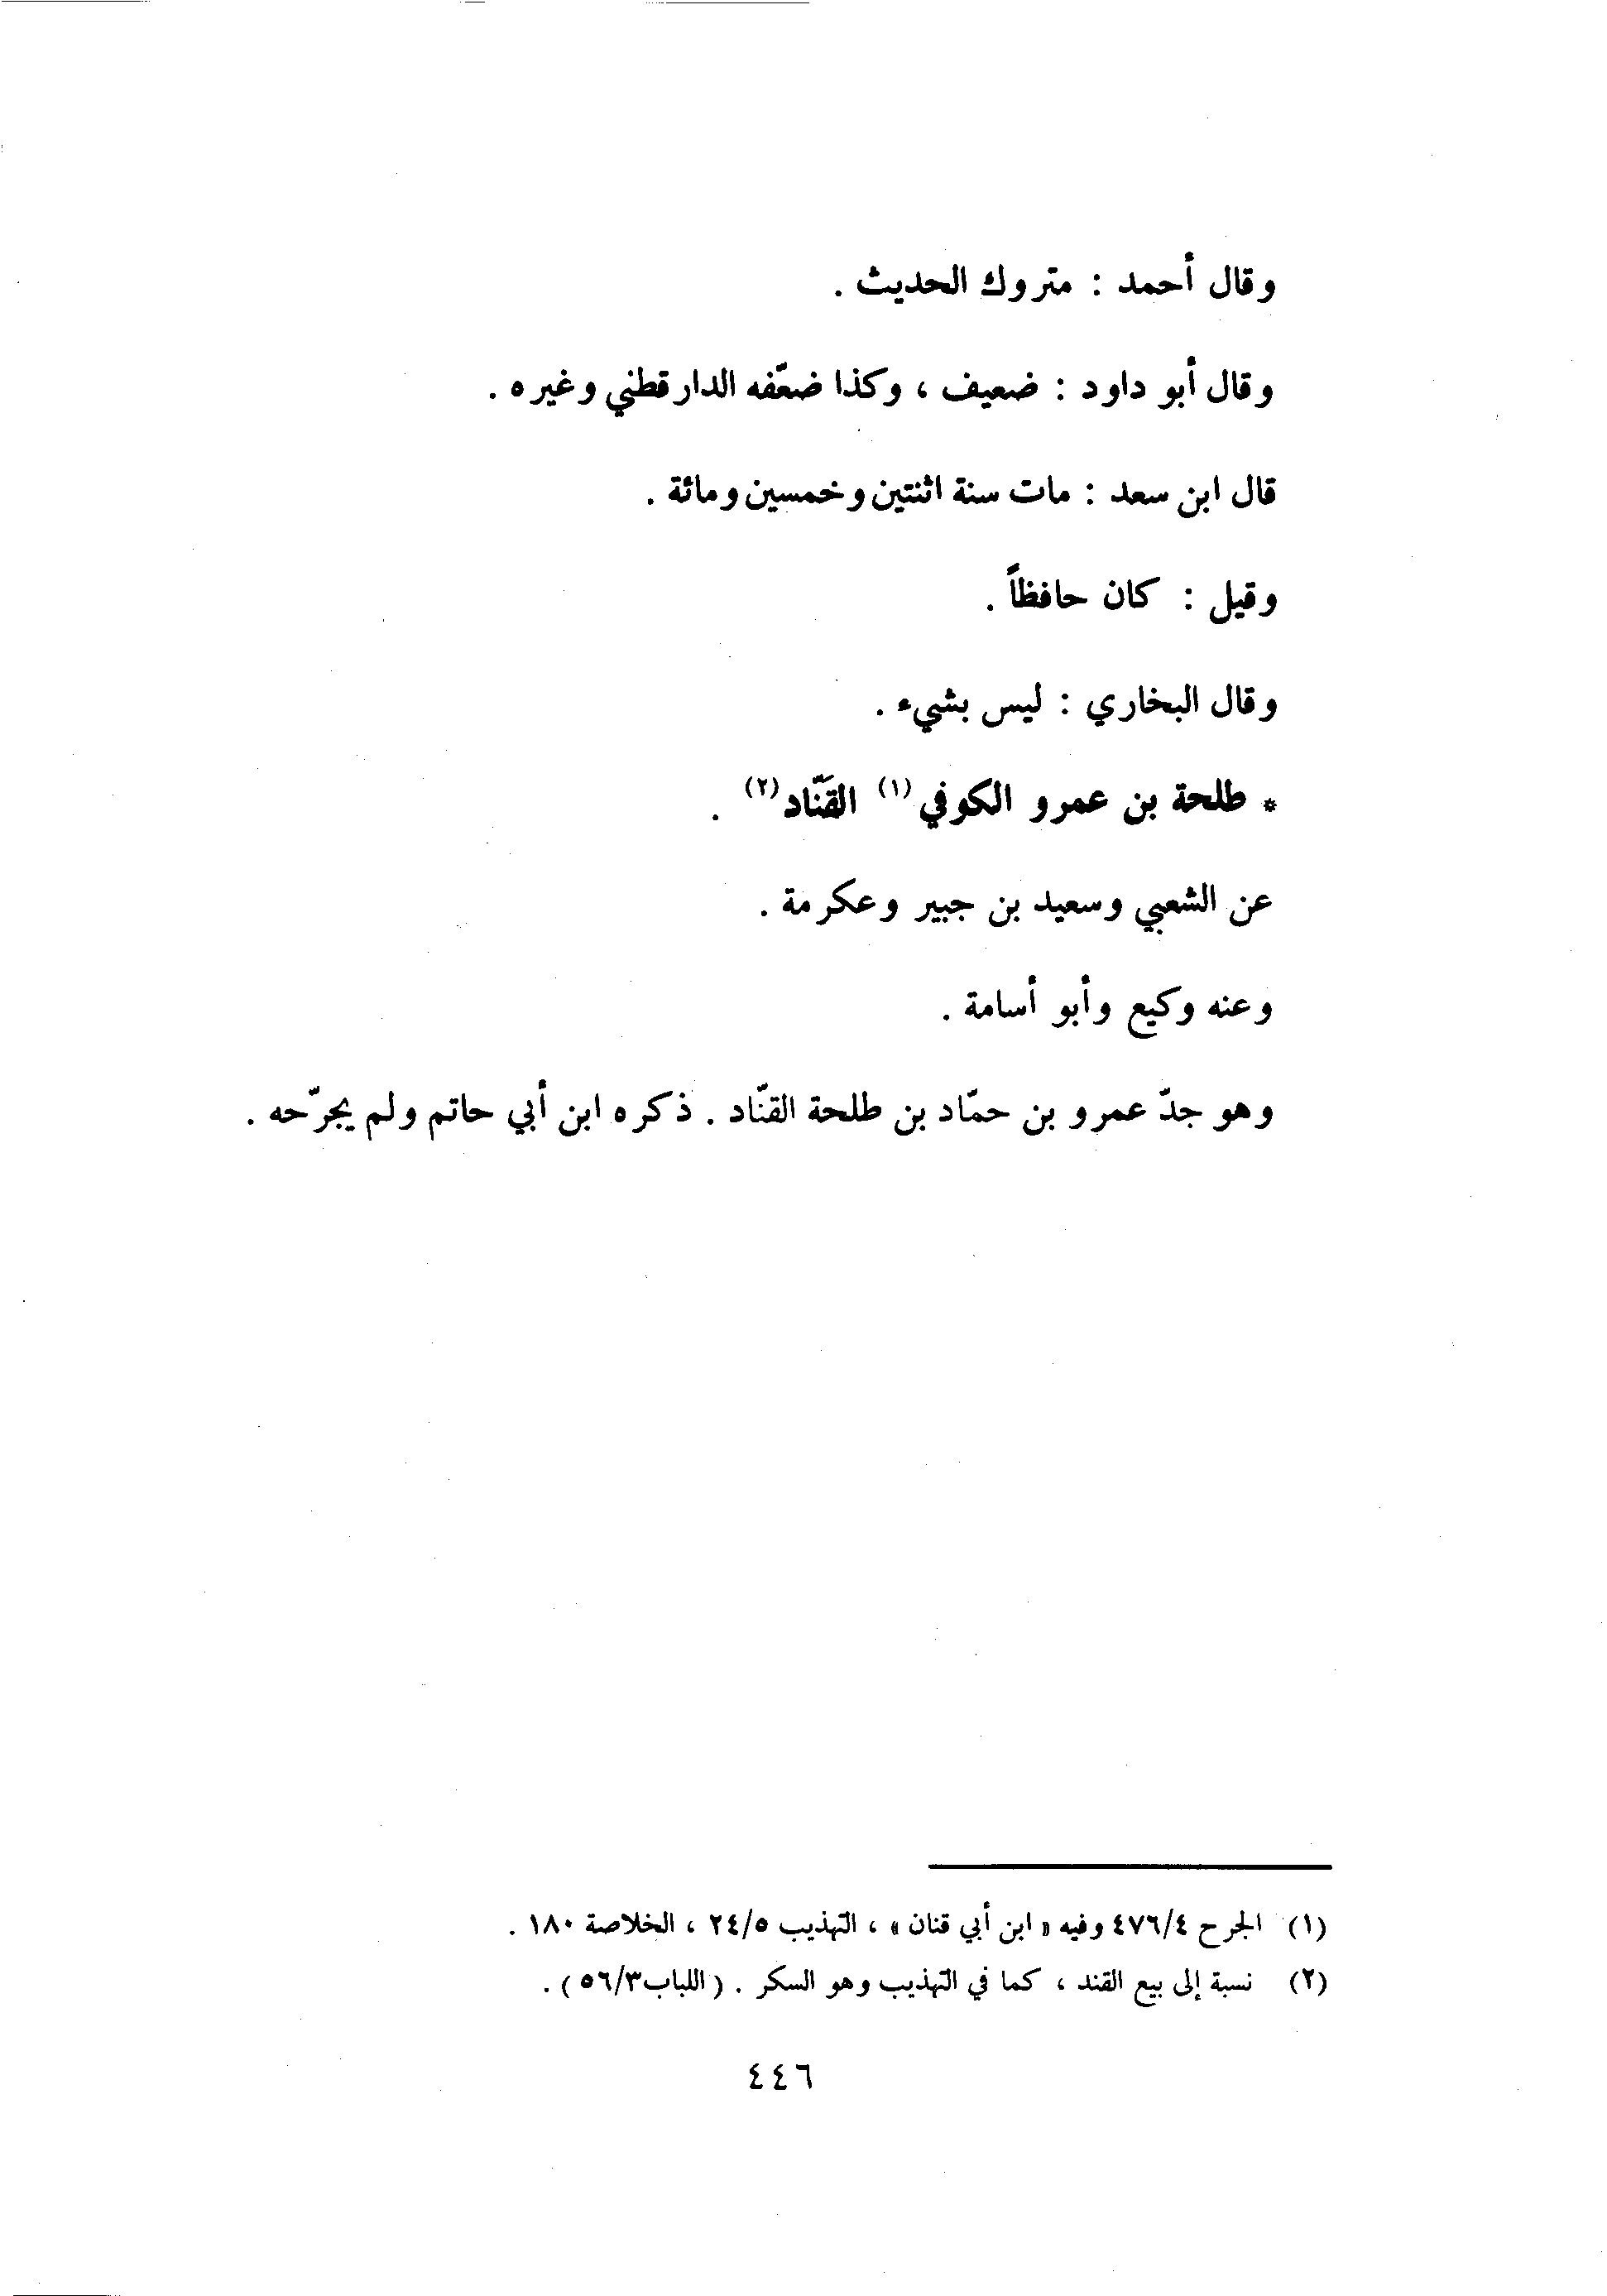 وقال أحمد : متروك الحديث .
وقال أبو داود : ضعيف ، وكذا ضعّفه الدارقطني وغيره .
قال ابن سعد : مات سنة اثنتين وخمسين ومائة .
وقيل : كان حافظاً .
وقال البخاري : ليس بشيء .
* طلحة بن عمرو الكوفي (١) القنّاد (٢) .
عن الشعبي وسعيد بن جبير وعكرمة .
وعنه وكيع وأبو أسامة .
وهو جدّ عمرو بن حمّاد بن طلحة القنّاد . ذكره ابن أبي حاتم ولم يجرّحه .
(١) الجرح ٤٧٦/٤ وفيه « ابن أبي قنان » ، التهذيب ٢٤/٥ ، الخلاصة ١٨٠ .
(٢) نسبة إلى بيع القند ، كما في التهذيب وهو السكر . ( اللباب ٥٦/٣ ) .
٤٤٦